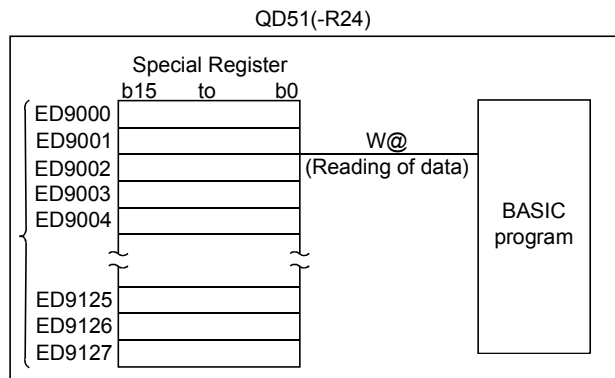 QD51(-R24)
Special Register
b15 to b0
ED9000
ED9001
ED9002
ED9003
ED9004
ED9125
ED9126
ED9127
W@
(Reading of data)
BASIC
program